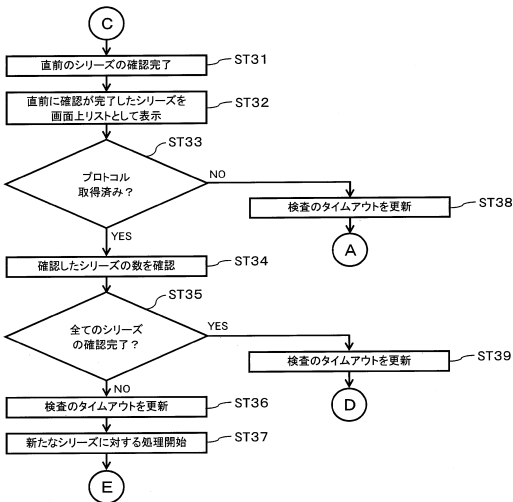 C
直前のシリーズの確認完了
ST31
直前に確認が完了したシリーズを
画面上リストとして表示
ST32
ST33
プロトコル
取得済み？
NO
検査のタイムアウトを更新
ST38
A
YES
確認したシリーズの数を確認
ST34
ST35
全てのシリーズ
の確認完了？
YES
検査のタイムアウトを更新
ST39
D
NO
検査のタイムアウトを更新
ST36
新たなシリーズに対する処理開始
ST37
E